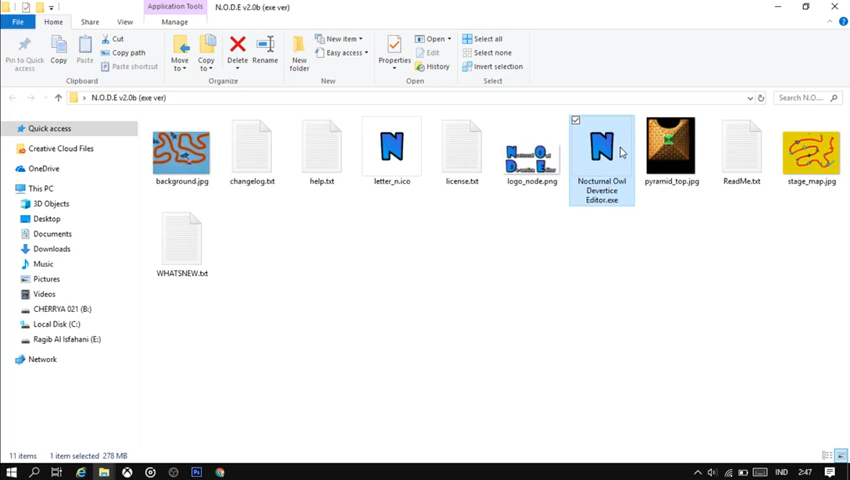 Application Tools
N.O.D.E v2.0b (exe ver)
File
Home
Share
View
Manage
Pin to Quick
access
Copy
Paste
Cut
Copy path
Paste shortcut
Clipboard
Move
to
Copy
to
Delete
Rename
Organize
New
folder
New item
Easy access
New
Properties
Open
Edit
History
Open
Select all
Select none
Invert selection
Select
N.O.D.E v2.0b (exe ver)
Search N.O....
Quick access
Creative Cloud Files
OneDrive
This PC
3D Objects
Desktop
Documents
Downloads
Music
Pictures
Videos
CHERRYA 021 (B:)
Local Disk (C:)
Ragib Al Isfahani (E:)
Network
background.jpg
changelog.txt
help.txt
N
letter_n.ico
license.txt
Nocturnal Owl
Devertice Editor
logo_node.png
N
Nocturnal Owl
Devertice
Editor.exe
pyramid_top.jpg
ReadMe.txt
stage_map.jpg
WHATSNEW.txt
11 items
1 item selected 278 MB
Ps
IND
2:47